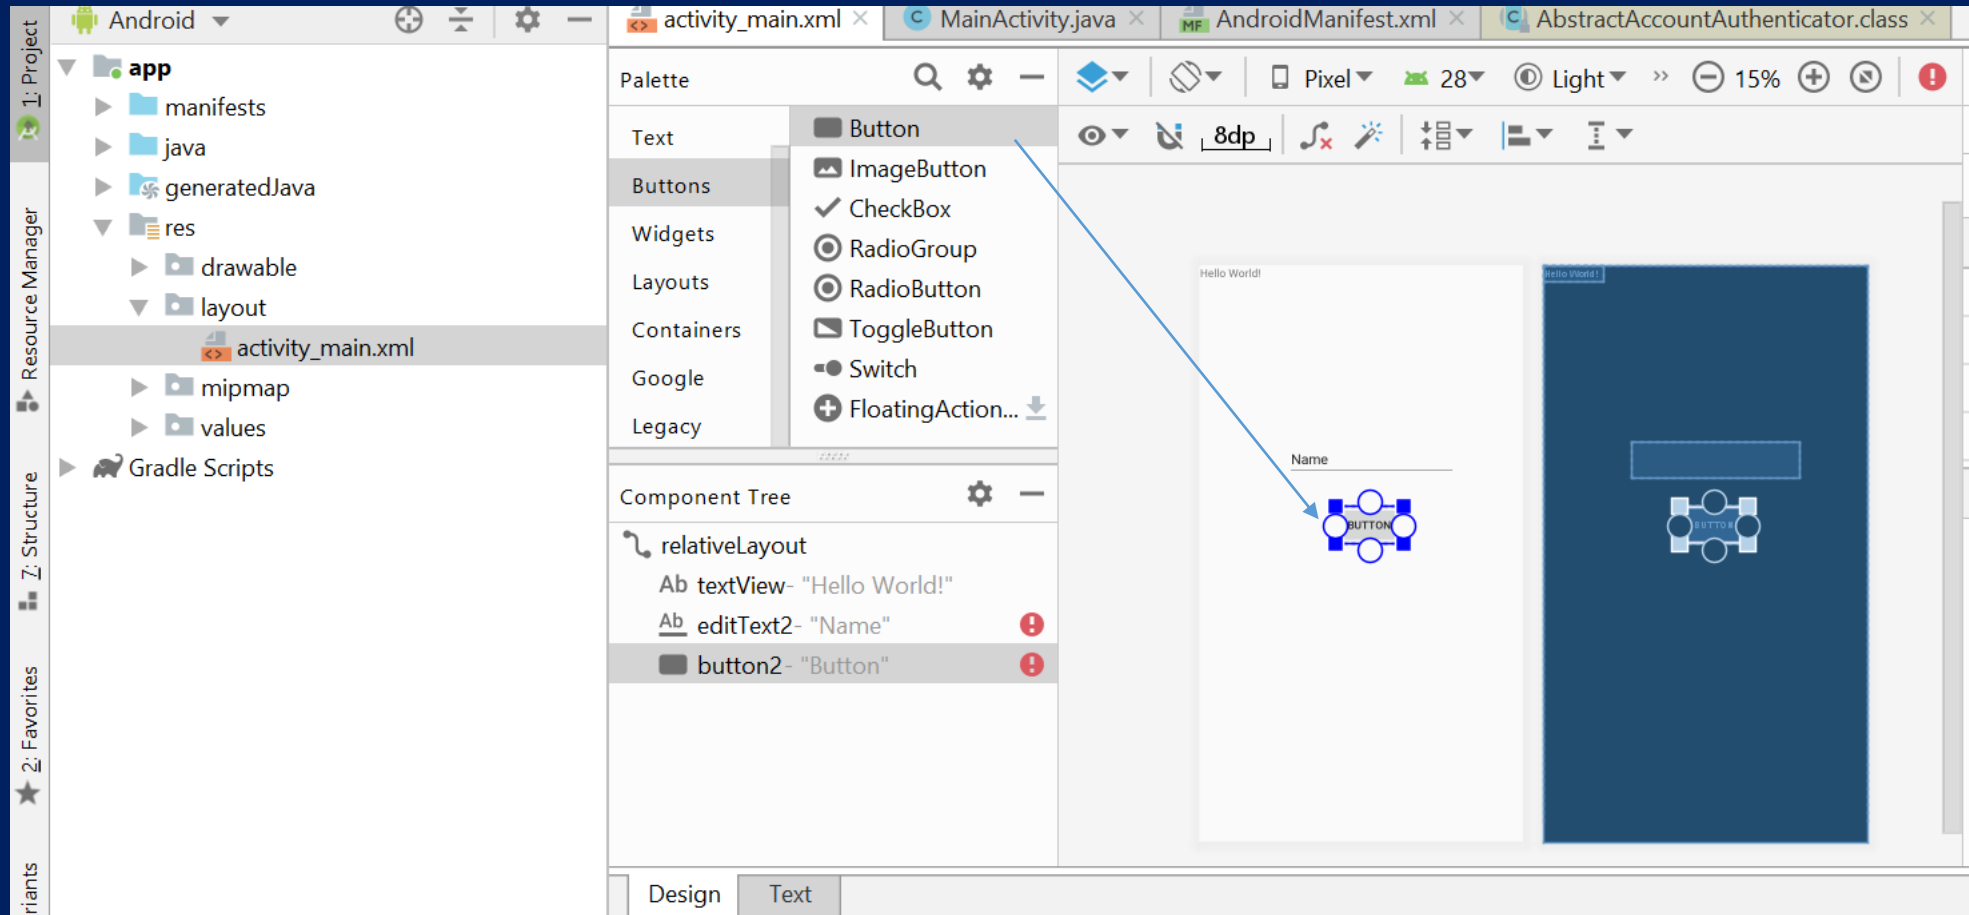 activity_main.xml
MainActivity.java
AndroidManifest.xml
AbstractAccountAuthenticator.class
Android
1: Project
Resource Manager
7: Structure
2: Favorites
riants
app
manifests
java
generatedJava
res
drawable
layout
activity_main.xml
mipmap
values
Gradle Scripts
Palette
Text
Buttons
Widgets
Layouts
Containers
Google
Legacy
Button
ImageButton
CheckBox
RadioGroup
RadioButton
ToggleButton
Switch
FloatingAction...
Component Tree
relativeLayout
Ab textView- "Hello World!"
Ab editText2- "Name"
button2- "Button"
Pixel 28 Light » 15%
8dp
Hello World!
Name
BUTTON
Hello World!
BUTTON
Design Text